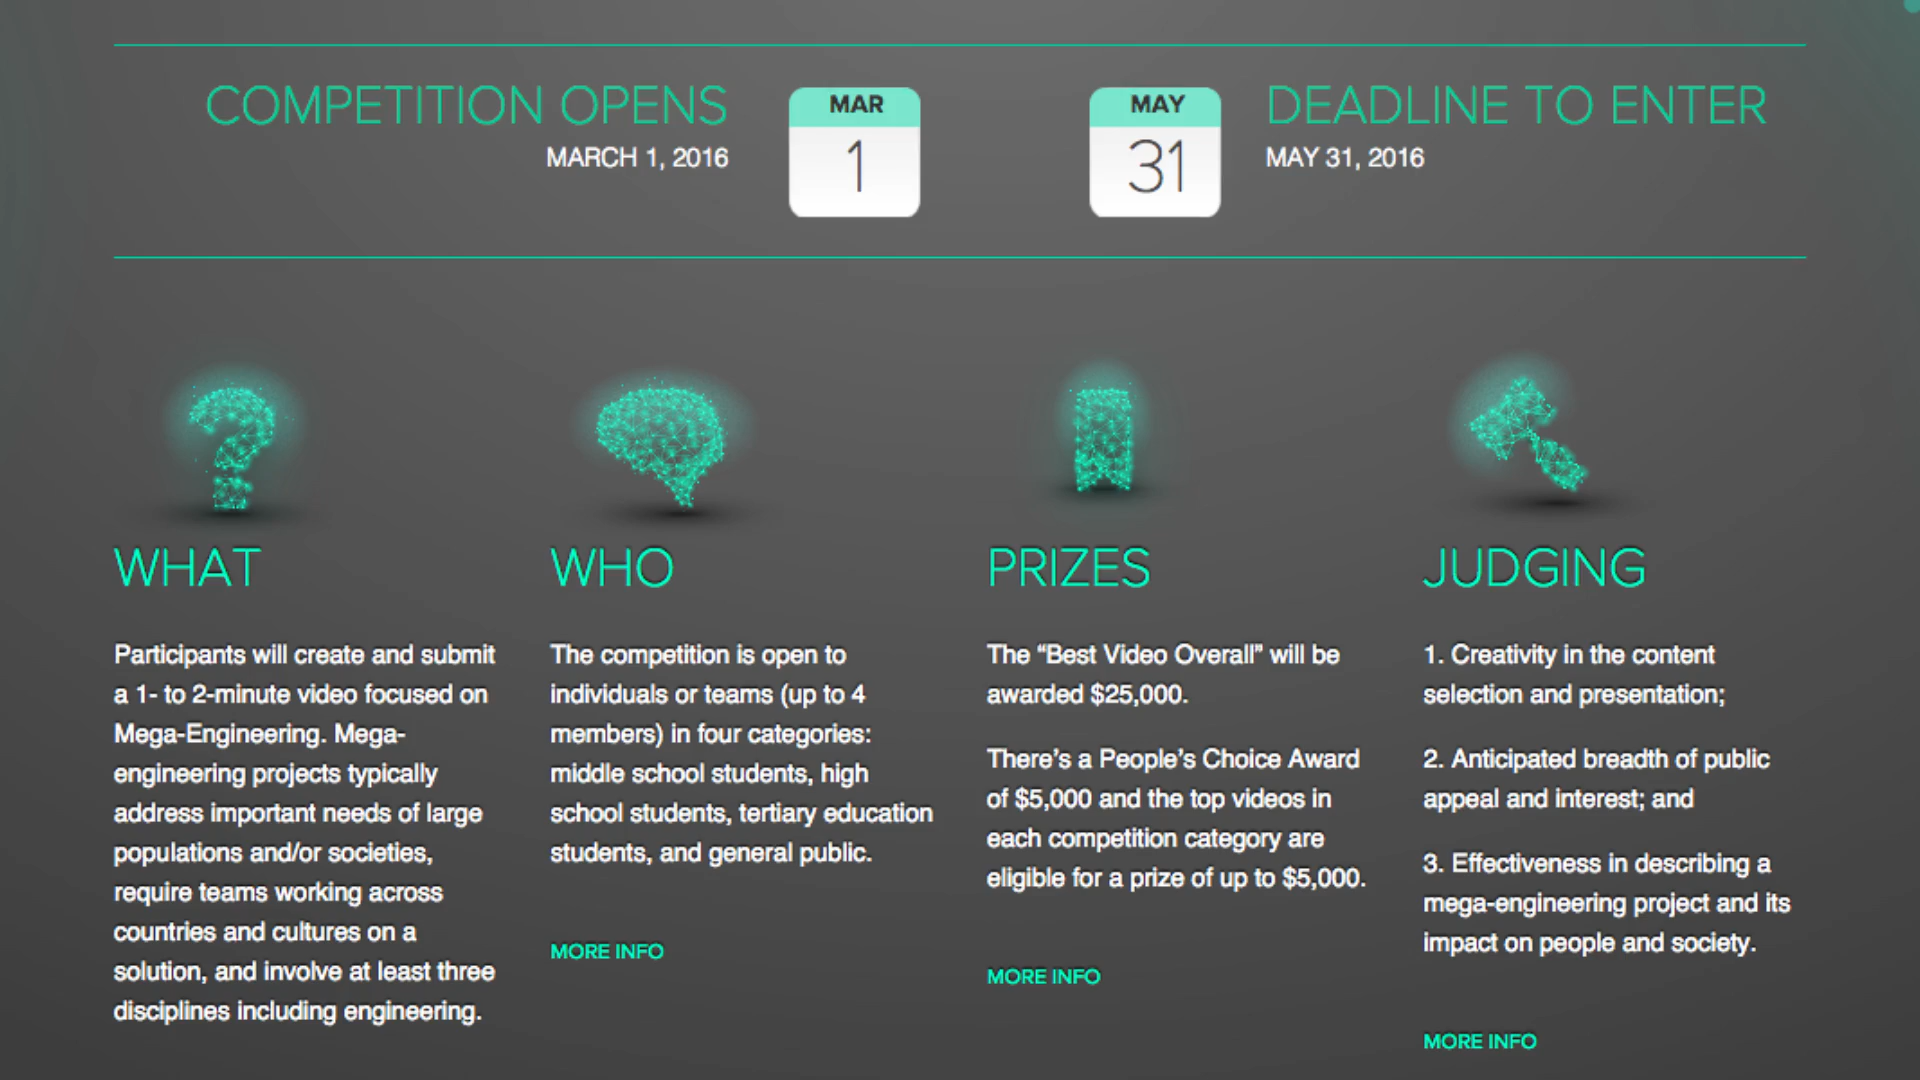 COMPETITION OPENS
MARCH 1, 2016
MAR
1
MAY
31
DEADLINE TO ENTER
MAY 31, 2016
WHAT
Participants will create and submit
a 1- to 2-minute video focused on
Mega-Engineering. Mega-
engineering projects typically
address important needs of large
populations and/or societies,
require teams working across
countries and cultures on a
solution, and involve at least three
disciplines including engineering.
WHO
The competition is open to
individuals or teams (up to 4
members) in four categories:
middle school students, high
school students, tertiary education
students, and general public.
MORE INFO
PRIZES
The “Best Video Overall” will be
awarded $25,000.
There’s a People’s Choice Award
of $5,000 and the top videos in
each competition category are
eligible for a prize of up to $5,000.
MORE INFO
JUDGING
1. Creativity in the content
selection and presentation;
2. Anticipated breadth of public
appeal and interest; and
3. Effectiveness in describing a
mega-engineering project and its
impact on people and society.
MORE INFO